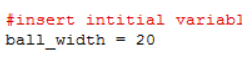 #insert intitial variabl
ball_width = 20